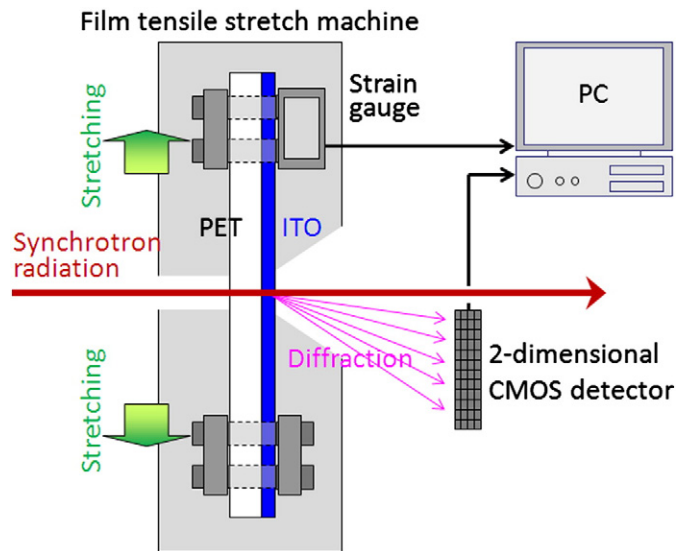 Film tensile stretch machine
Strain
gauge
PC
Stretching
PET
ITO
Synchrotron
radiation
Diffraction
2-dimensional
CMOS detector
Stretching